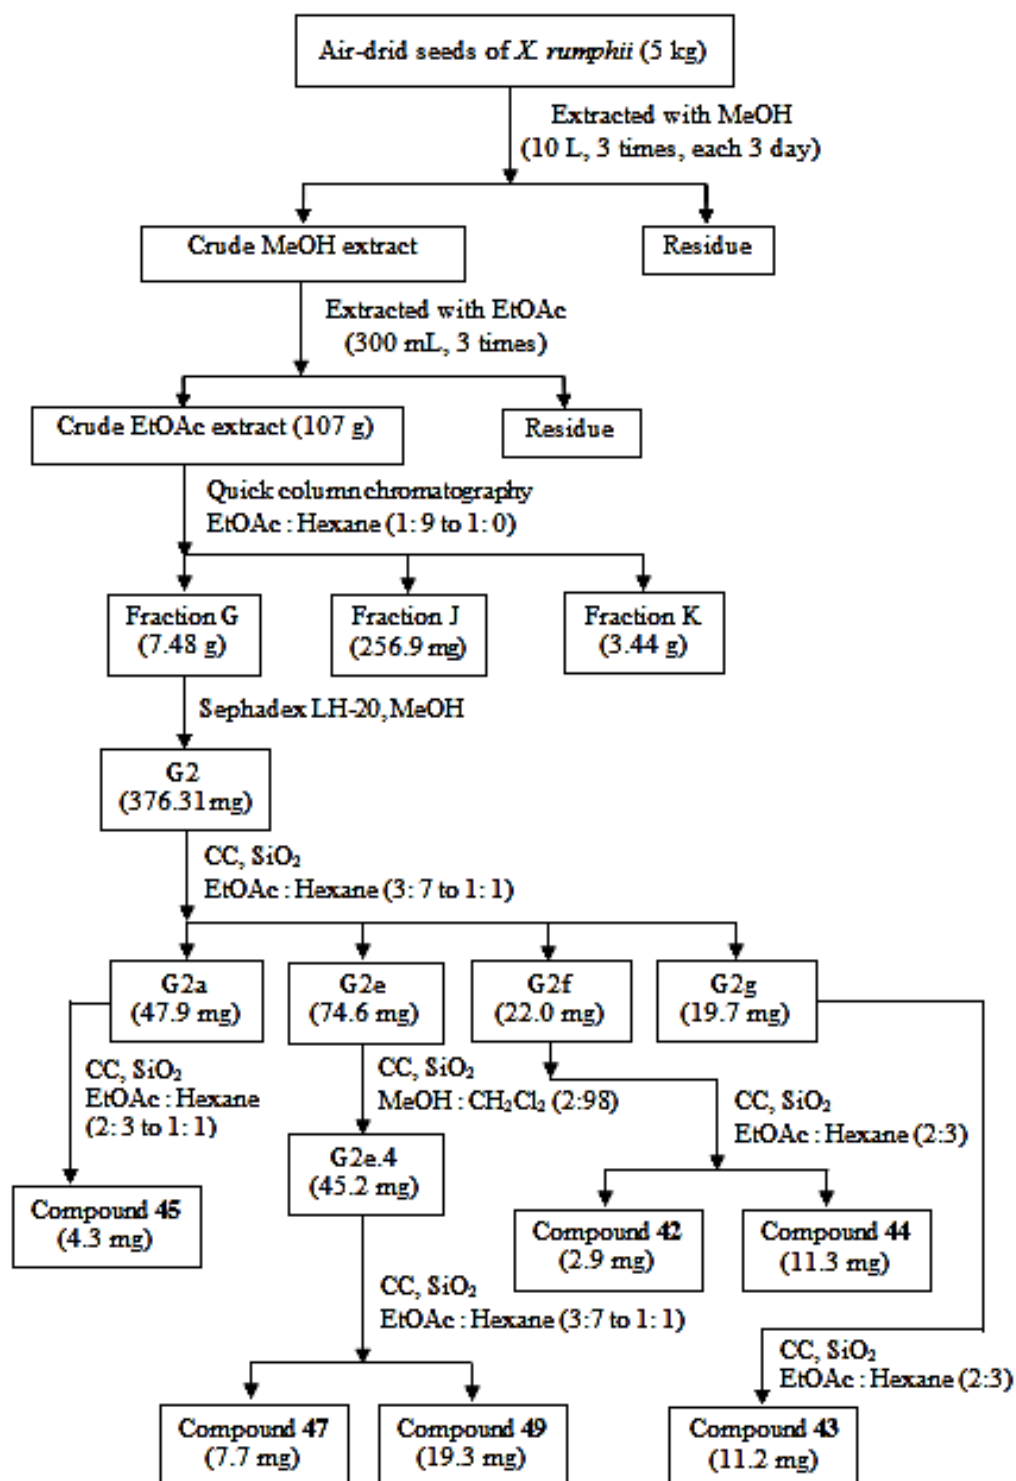 Air-drid seeds of X. rumphii (5 kg)
Extracted with MeOH
(10 L, 3 times, each 3 day)
Crude MeOH extract
Residue
Extracted with EtOAc
(300 mL, 3 times)
Crude EtOAc extract (107 g)
Residue
Quick column chromatography
EtOAc : Hexane (1: 9 to 1: 0)
Fraction G
(7.48 g)
Fraction J
(256.9 mg)
Fraction K
(3.44 g)
Sephadex LH-20, MeOH
G2
(376.31 mg)
CC, SiO₂
EtOAc : Hexane (3: 7 to 1: 1)
G2a
(47.9 mg)
G2e
(74.6 mg)
G2f
(22.0 mg)
G2g
(19.7 mg)
CC, SiO₂
EtOAc : Hexane
(2: 3 to 1: 1)
CC, SiO₂
MeOH : CH₂Cl₂ (2:98)
CC, SiO₂
EtOAc : Hexane (2:3)
G2e.4
(45.2 mg)
Compound 45
(4.3 mg)
Compound 42
(2.9 mg)
Compound 44
(11.3 mg)
CC, SiO₂
EtOAc : Hexane (3:7 to 1: 1)
CC, SiO₂
EtOAc : Hexane (2:3)
Compound 47
(7.7 mg)
Compound 49
(19.3 mg)
Compound 43
(11.2 mg)